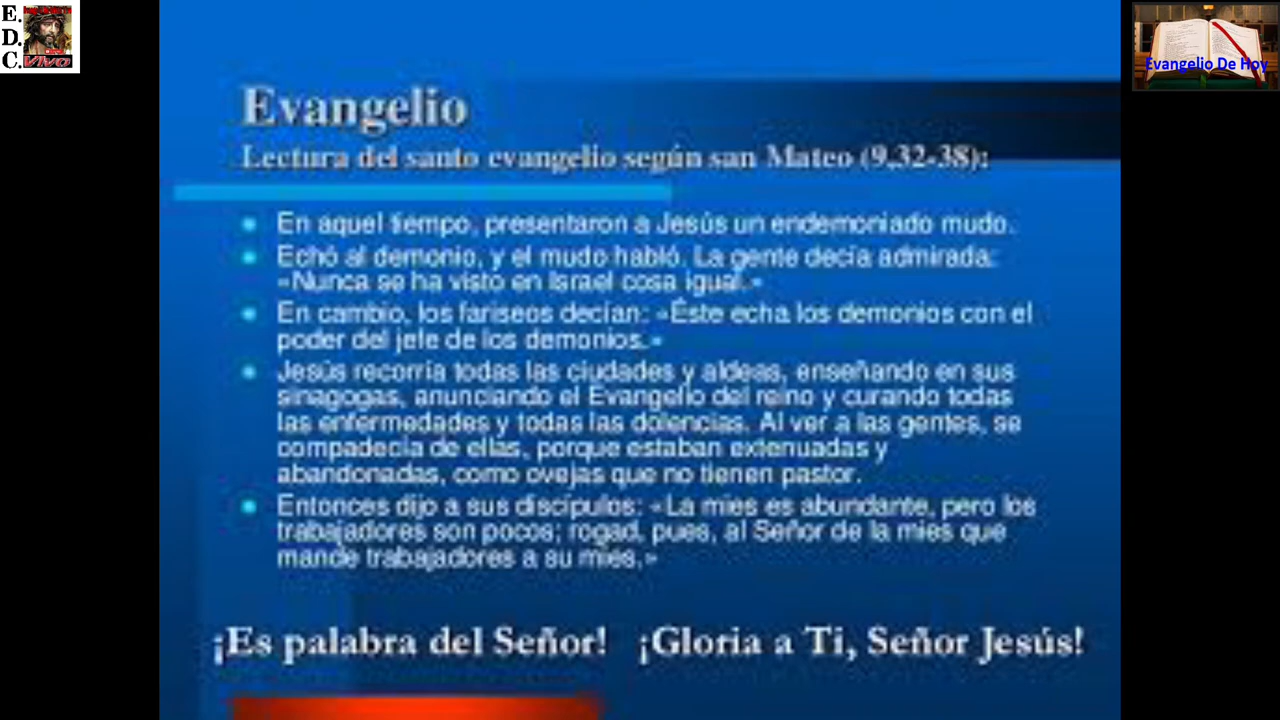 E.
D.
C.
Vivo
Evangelio De Hoy
Evangelio
Lectura del santo evangelio según san Mateo (9,32-38):
En aquel tiempo, presentaron a Jesús un endemoniado mudo.
Echó al demonio, y el mudo habló. La gente decía admirada:
«Nunca se ha visto en Israel cosa igual.»
En cambio, los fariseos decían: «Éste echa los demonios con el
poder del jefe de los demonios.»
Jesús recorría todas las ciudades y aldeas, enseñando en sus
sinagogas, anunciando el Evangelio del reino y curando todas
las enfermedades y todas las dolencias. Al ver a las gentes, se
compadecía de ellas, porque estaban extenuadas y
abandonadas, como ovejas que no tienen pastor.
Entonces dijo a sus discípulos: «La mies es abundante, pero los
trabajadores son pocos; rogad, pues, al Señor de la mies que
mande trabajadores a su mies.»
¡Es palabra del Señor! ¡Gloria a Ti, Señor Jesús!